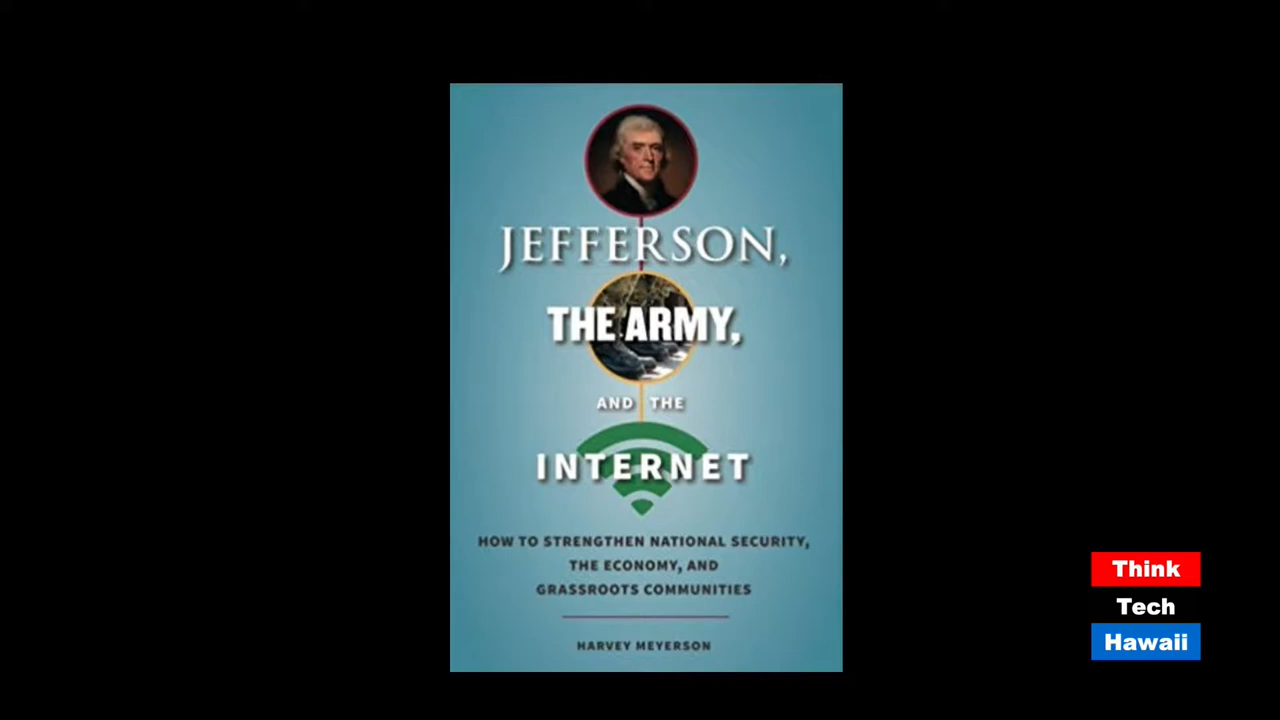 JEFFERSON,
THE ARMY,
AND THE
INTERNET
HOW TO STRENGTHEN NATIONAL SECURITY,
THE ECONOMY, AND
GRASSROOTS COMMUNITIES
HARVEY MEYERSON
Think
Tech
Hawaii